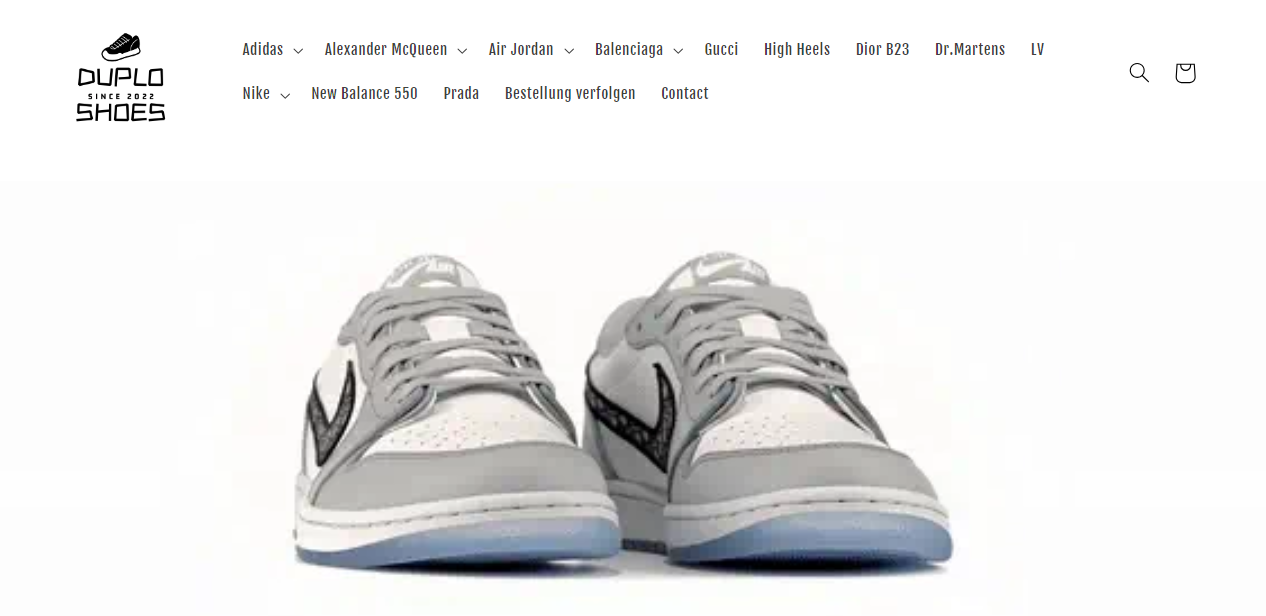 DUPLO
SINCE 2022
SHOES
Adidas Alexander McQueen Air Jordan Balenciaga Gucci High Heels Dior B23 Dr.Martens LV
Nike New Balance 550 Prada Bestellung verfolgen Contact